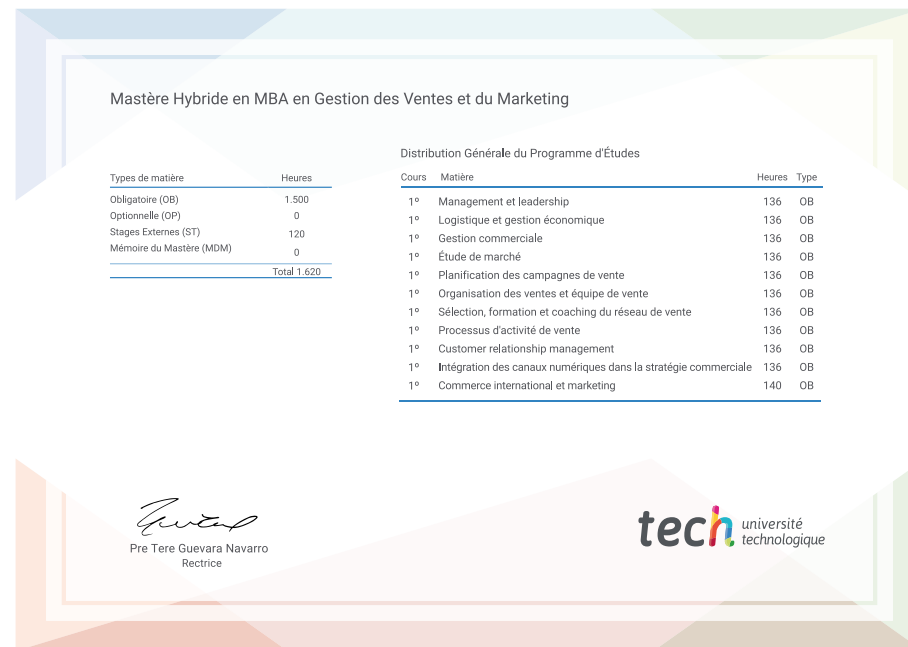 Mastère Hybride en MBA en Gestion des Ventes et du Marketing
Types de matière Heures
Obligatoire (OB) 1.500
Optionnelle (OP) 0
Stages Externes (ST) 120
Mémoire du Mastère (MDM) 0
Total 1.620
Distribution Générale du Programme d'Études
Cours Matière Heures Type
1º Management et leadership 136 OB
1º Logistique et gestion économique 136 OB
1º Gestion commerciale 136 OB
1º Étude de marché 136 OB
1º Planification des campagnes de vente 136 OB
1º Organisation des ventes et équipe de vente 136 OB
1º Sélection, formation et coaching du réseau de vente 136 OB
1º Processus d'activité de vente 136 OB
1º Customer relationship management 136 OB
1º Intégration des canaux numériques dans la stratégie commerciale 136 OB
1º Commerce international et marketing 140 OB
Pre Tere Guevara Navarro
Rectrice
tech université
technologique